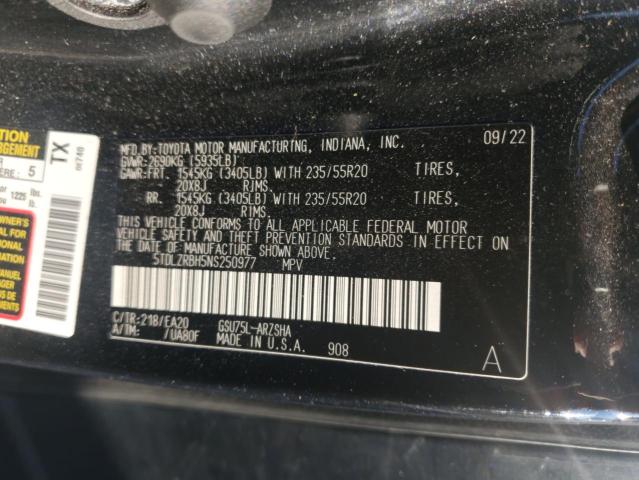 MFD.BY:TOYOTA MOTOR MANUFACTURING, INDIANA, INC. 09/22
GVWR:2690KG (5935LB)
GAWR:FRT. 1545KG (3405LB) WITH 235/55R20 TIRES,
20X8J RIMS.
RR. 1545KG (3405LB) WITH 235/55R20 TIRES,
20X8J RIMS.
THIS VEHICLE CONFORMS TO ALL APPLICABLE FEDERAL MOTOR
VEHICLE SAFETY AND THEFT PREVENTION STANDARDS IN EFFECT ON
THE DATE OF MANUFACTURE SHOWN ABOVE.
5TDLZRBH5NS250977 MPV
C/TR:218/EA20 GSU75L-ARZSHA
A/TM: /UA80F MADE IN U.S.A. 908 A
TX
5
1225 lbs.